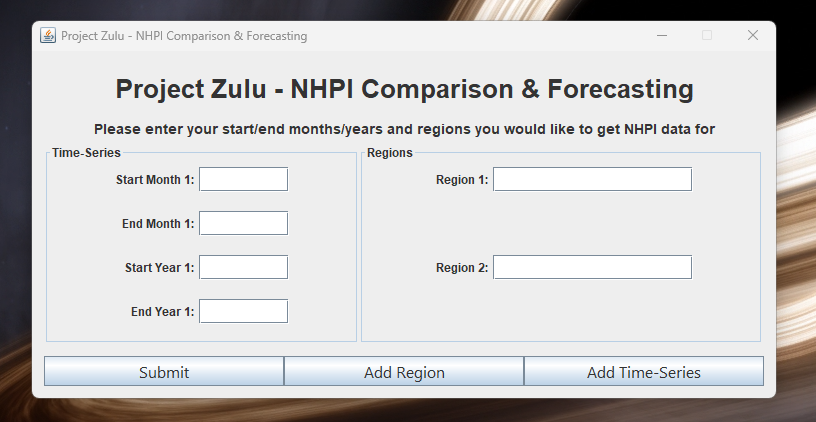 Project Zulu - NHPI Comparison & Forecasting
Project Zulu - NHPI Comparison & Forecasting
Please enter your start/end months/years and regions you would like to get NHPI data for
Time-Series
Start Month 1:
End Month 1:
Start Year 1:
End Year 1:
Regions
Region 1:
Region 2:
Submit
Add Region
Add Time-Series